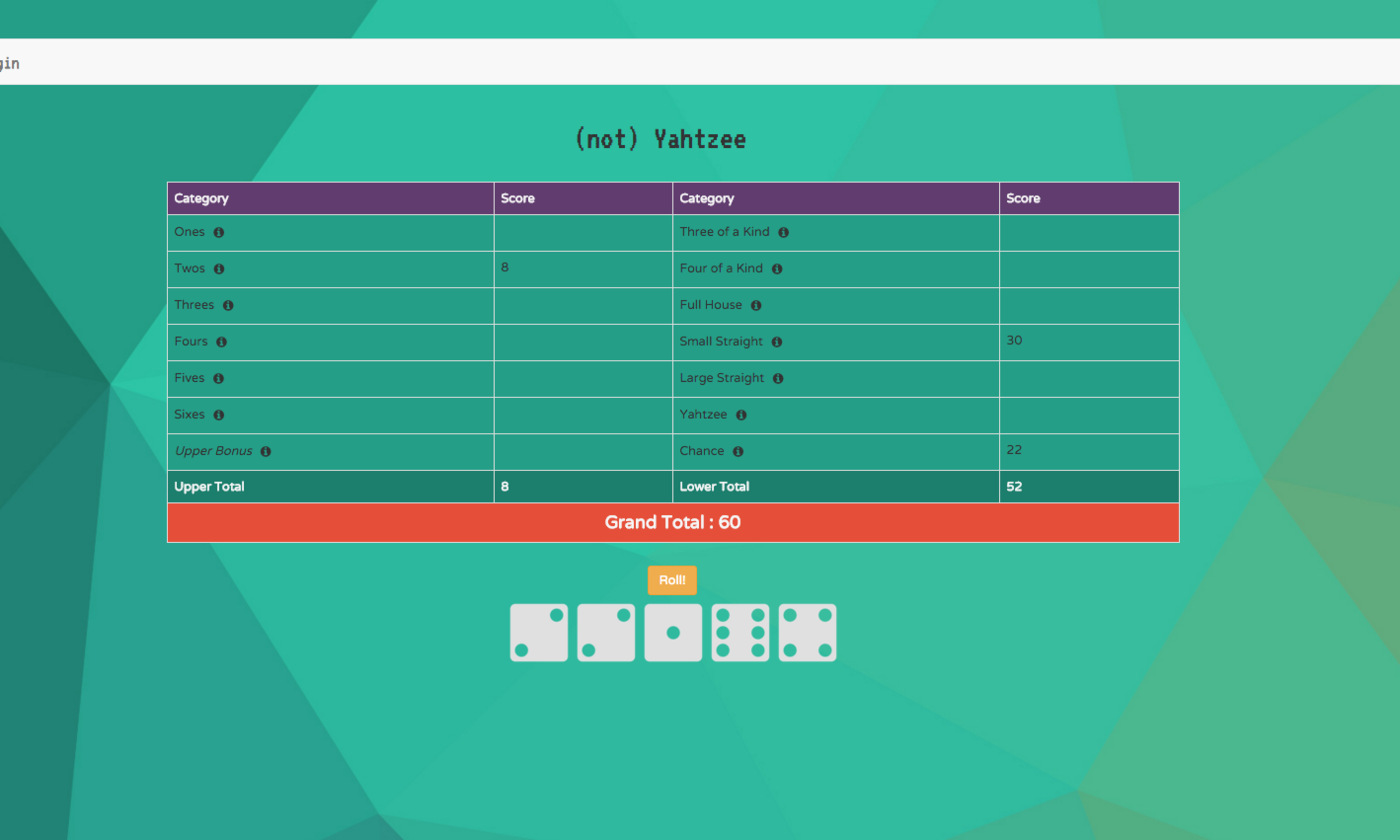 (not) Yahtzee
Category Score Category Score
Ones Three of a Kind
Twos 8 Four of a Kind
Threes Full House
Fours Small Straight 30
Fives Large Straight
Sixes Yahtzee
Upper Bonus Chance 22
Upper Total 8 Lower Total 52
Grand Total : 60
Roll!